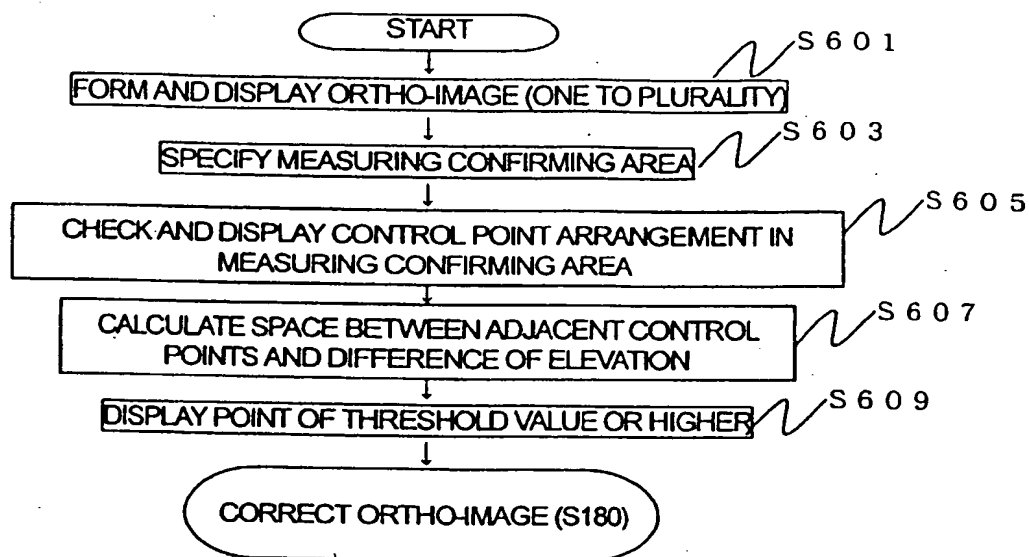 START
S601
FORM AND DISPLAY ORTHO-IMAGE (ONE TO PLURALITY)
S603
SPECIFY MEASURING CONFIRMING AREA
S605
CHECK AND DISPLAY CONTROL POINT ARRANGEMENT IN
MEASURING CONFIRMING AREA
S607
CALCULATE SPACE BETWEEN ADJACENT CONTROL
POINTS AND DIFFERENCE OF ELEVATION
S609
DISPLAY POINT OF THRESHOLD VALUE OR HIGHER
CORRECT ORTHO-IMAGE (S180)